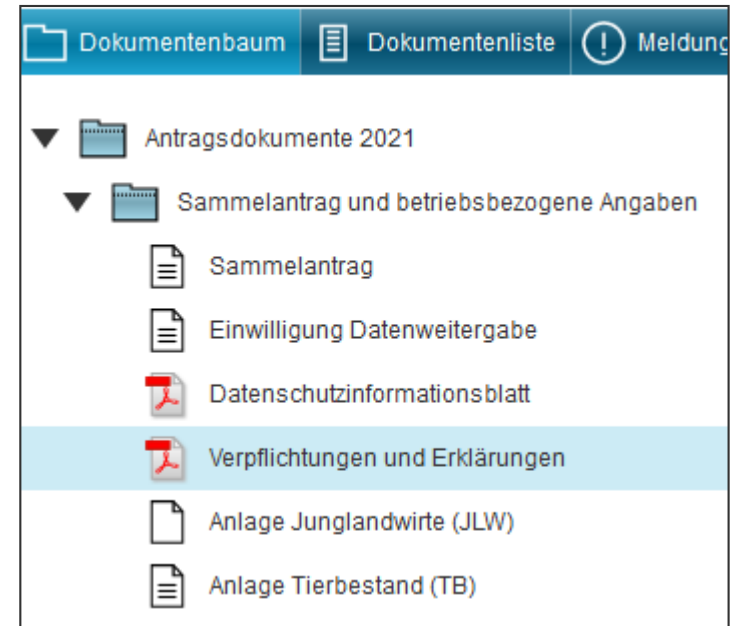 Dokumentenbaum Dokumentenliste Meldung
Antragsdokumente 2021
Sammelantrag und betriebsbezogene Angaben
Sammelantrag
Einwilligung Datenweitergabe
Datenschutzinformationsblatt
Verpflichtungen und Erklärungen
Anlage Junglandwirte (JLW)
Anlage Tierbestand (TB)